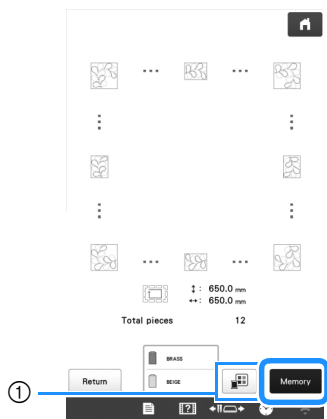 ↕ : 650.0 mm
↔ : 650.0 mm
Total pieces 12
BRASS
BEIGE
① Return Memory